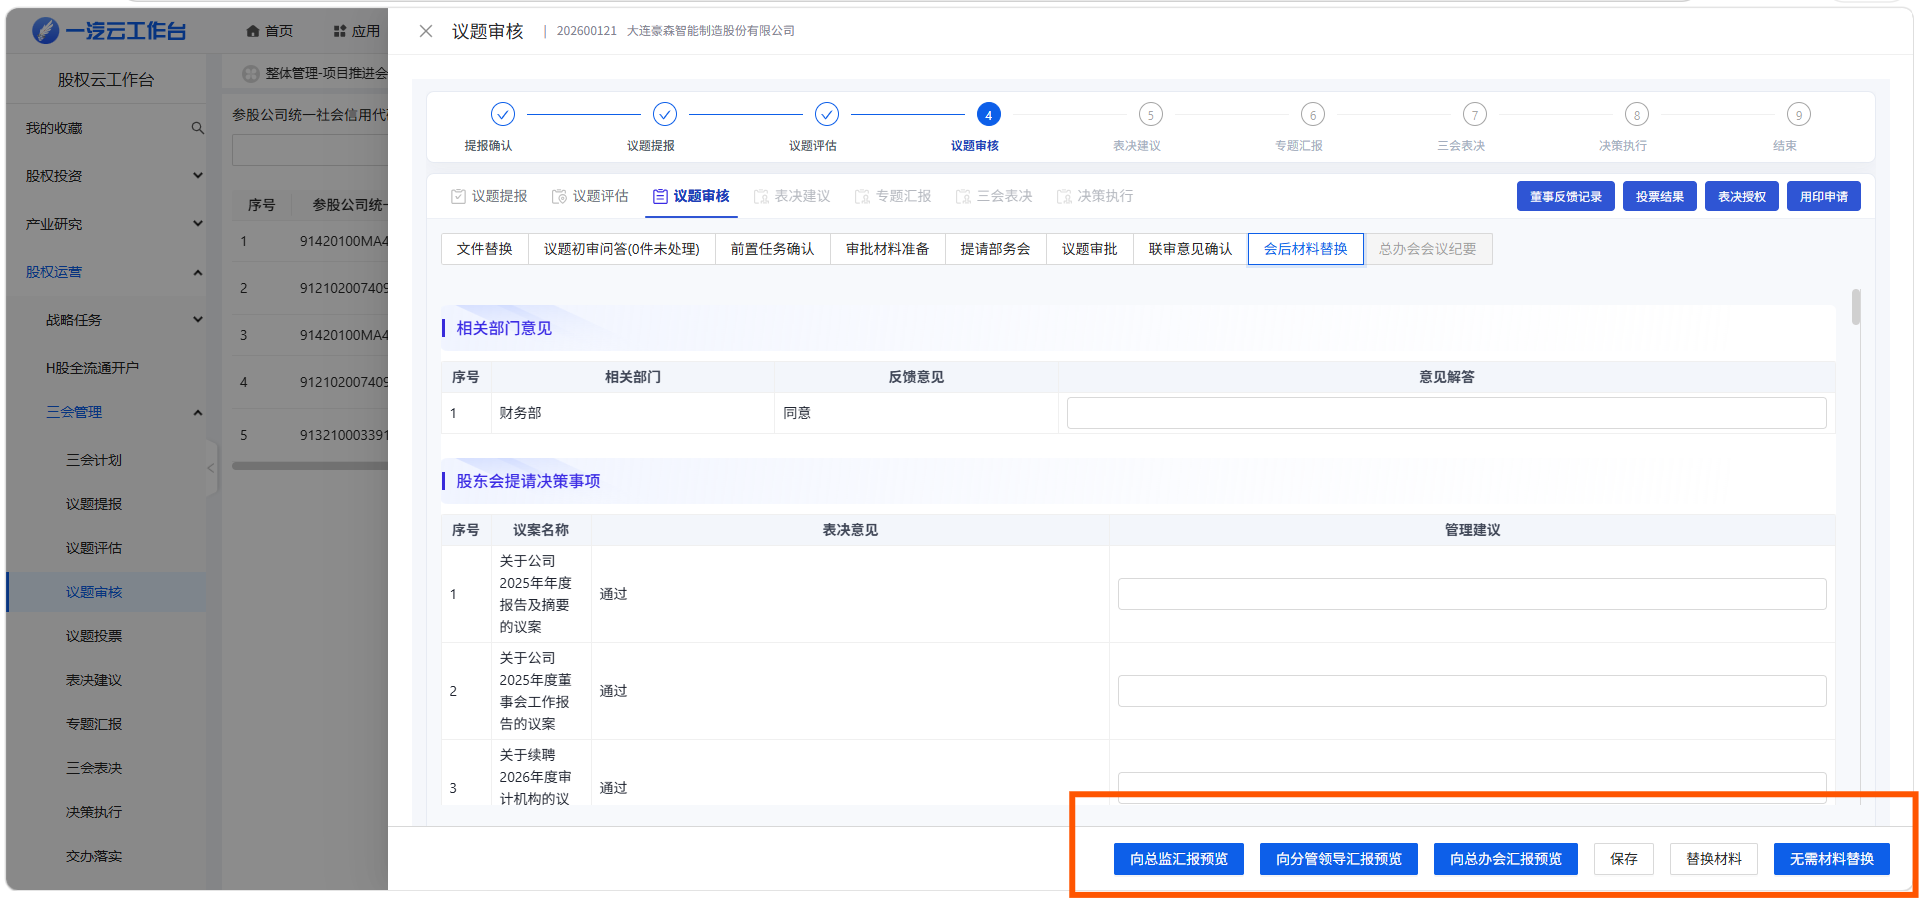 一汽云工作台
首页
应用
议题审核 | 202600121 大连豪森智能制造股份有限公司
股权云工作台
整体管理-项目推进会
我的收藏
股权投资
产业研究
股权运营
战略任务
H股全流通开户
三会管理
三会计划
议题提报
议题评估
议题审核
议题投票
表决建议
专题汇报
三会表决
决策执行
交办落实
参股公司统一社会信用代
序号 参股公司统一
1 91420100MA4
2 912102007409
3 91420100MA4
4 912102007409
5 913210003391
4 5 6 7 8 9
提报确认 议题提报 议题评估 议题审核 表决建议 专题汇报 三会表决 决策执行 结束
议题提报 议题评估 议题审核 表决建议 专题汇报 三会表决 决策执行 董事反馈记录 投票结果 表决授权 用印申请
文件替换 议题初审问答(0件未处理) 前置任务确认 审批材料准备 提请部务会 议题审批 联审意见确认 会后材料替换 总办会会议纪要
相关部门意见
序号 相关部门 反馈意见 意见解答
1 财务部 同意
股东会提请决策事项
序号 议案名称 表决意见 管理建议
关于公司
2025年年度
1 报告及摘要 通过
的议案
关于公司
2025年度董
2 事会工作报 通过
告的议案
关于续聘
2026年度审
3 计机构的议 通过
向总监汇报预览 向分管领导汇报预览 向总办会汇报预览 保存 替换材料 无需材料替换